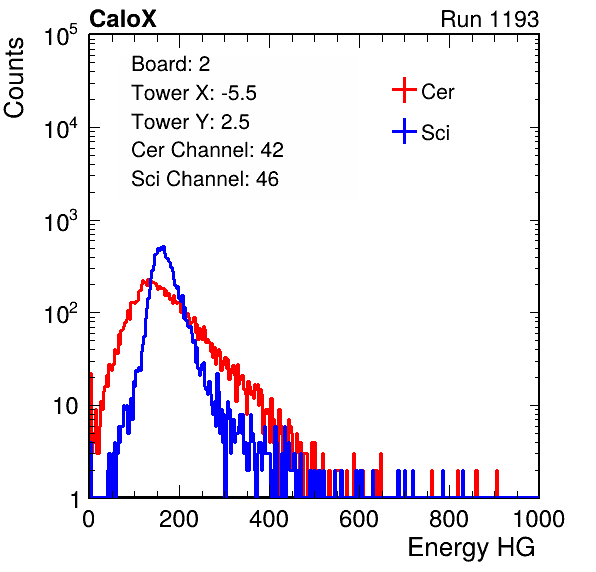 CaloX Run 1193
Counts
10^5
10^4
10^3
10^2
10
1
Board: 2
Tower X: -5.5
Tower Y: 2.5
Cer Channel: 42
Sci Channel: 46
Cer
Sci
0 200 400 600 800 1000
Energy HG